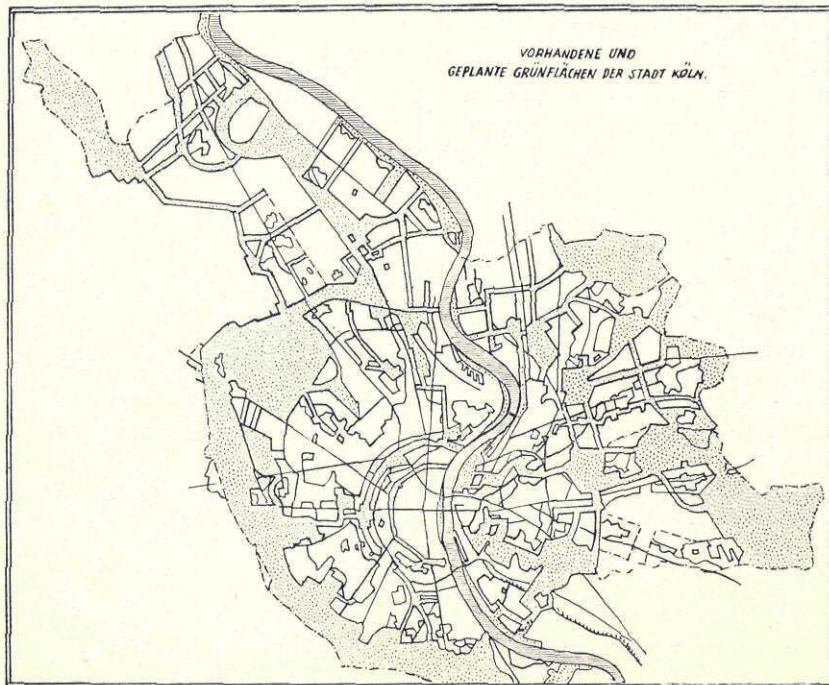 VORHANDENE UND
GEPLANTE GRÜNFLÄCHEN DER STADT KÖLN.